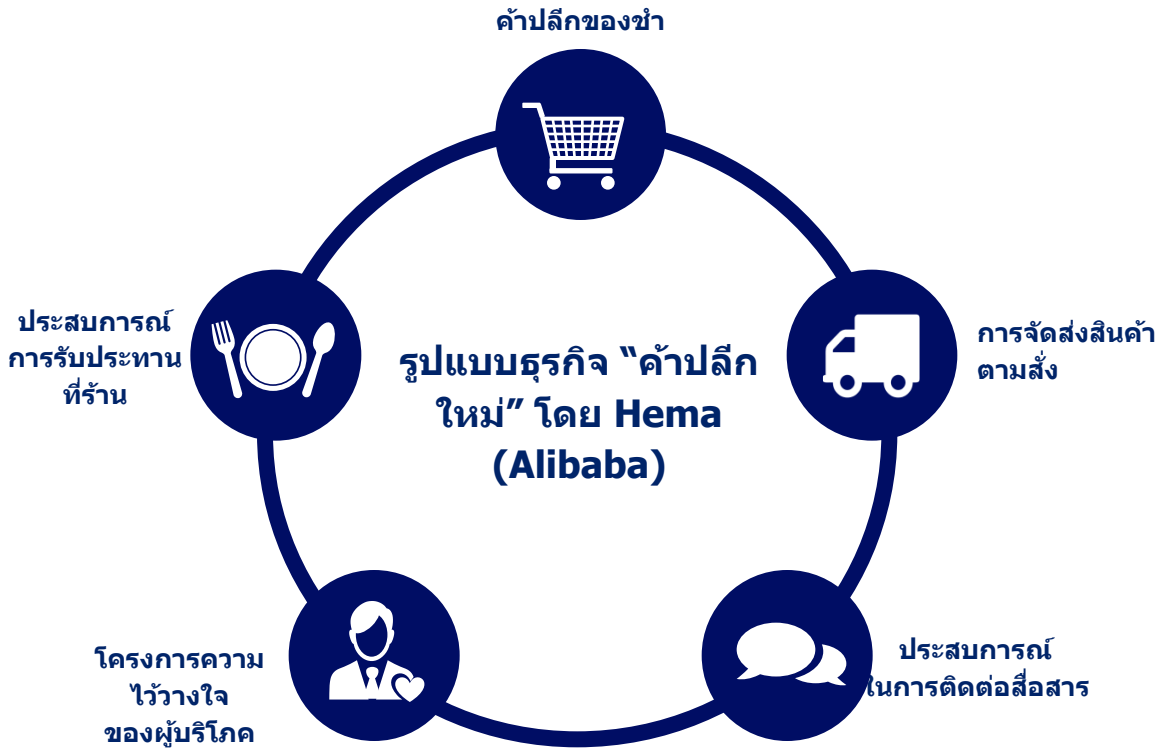 ค้าปลีกของชำ
ประสบการณ์
การรับประทาน
ที่ร้าน
รูปแบบธุรกิจ “ค้าปลีก
ใหม่” โดย Hema
(Alibaba)
การจัดส่งสินค้า
ตามสั่ง
โครงการความ
ไว้วางใจ
ของผู้บริโภค
ประสบการณ์
ในการติดต่อสื่อสาร